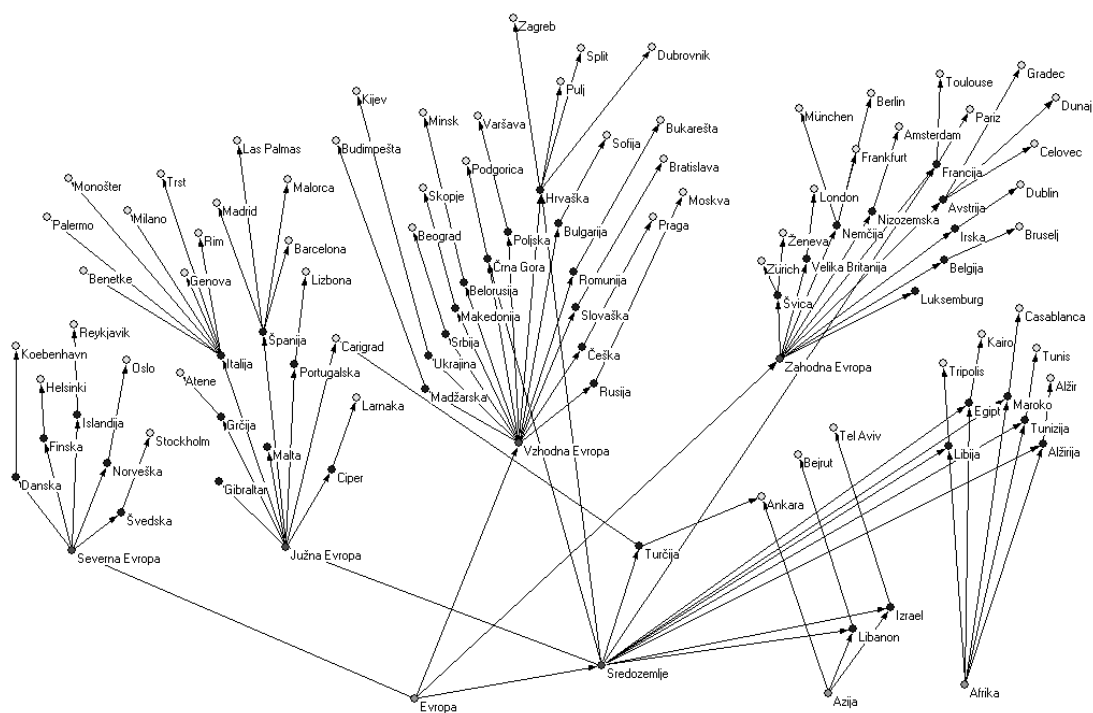 Zagreb
Split
Dubrovnik
Toulouse
Gradec
Pulj
Kijev
Berlin
Dunaj
München
Pariz
Minsk
Varšava
Bukarešta
Amsterdam
Las Palmas
Budimpešta
Sofija
Celovec
Frankfurt
Podgorica
Bratislava
Francija
Monošter
Trst
Malorca
Skopje
Hrvaška
Moskva
London
Dublin
Avstrija
Palermo
Milano
Madrid
Beograd
Poljska
Bulgarija
Praga
Nizozemska
Nemčija
Irska
Bruselj
Rim
Barcelona
Ženeva
Črna Gora
Velika Britanija
Zürich
Belgija
Benetke
Genova
Lizbona
Belorusija
Romunija
Švica
Luksemburg
Makedonija
Slovaška
Casablanca
Reykjavik
Španija
Carigrad
Srbija
Kairo
Koebenhavn
Italija
Ukrajina
Češka
Zahodna Evropa
Tunis
Oslo
Portugalska
Tripolis
Helsinki
Atene
Madžarska
Rusija
Alžir
Larnaka
Egipt
Maroko
Islandija
Grčija
Tunizija
Stockholm
Finska
Vzhodna Evropa
Tel Aviv
Libija
Alžirija
Malta
Bejrut
Norveška
Ciper
Danska
Gibraltar
Ankara
Švedska
Severna Evropa
Južna Evropa
Turčija
Izrael
Libanon
Sredozemlje
Evropa
Azija
Afrika